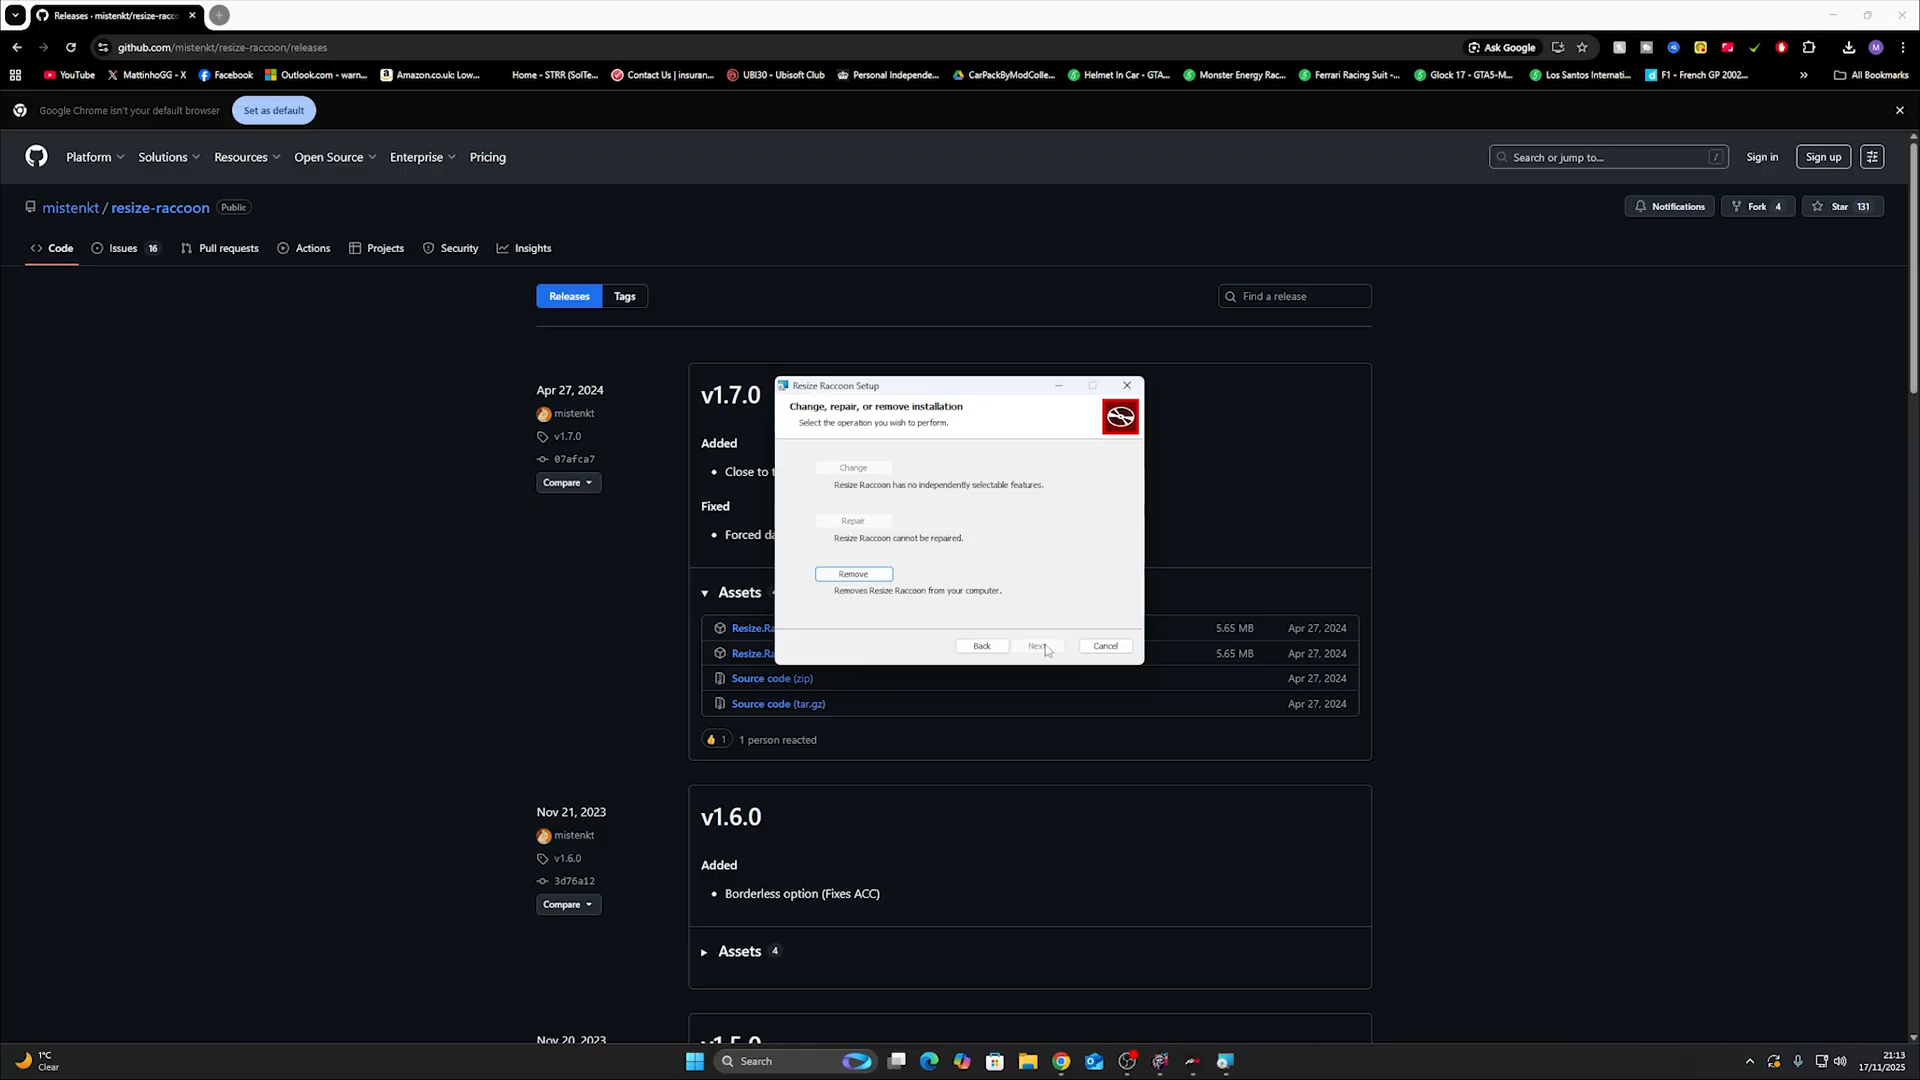 Releases · mistenkt/resize-racc
github.com/mistenkt/resize-raccoon/releases
Ask Google
M
YouTube
MattinhoGG - X
Facebook
Outlook.com - warn...
Amazon.co.uk: Low...
Home - STRR (SolTe...
Contact Us | insuran...
UBI30 - Ubisoft Club
Personal Independe...
CarPackByModColle...
Helmet In Car - GTA...
Monster Energy Rac...
Ferrari Racing Suit -...
Glock 17 - GTA5-M...
Los Santos Internati...
F1 - French GP 2002...
»
All Bookmarks
Google Chrome isn't your default browser
Set as default
Platform
Solutions
Resources
Open Source
Enterprise
Pricing
Search or jump to...
/
Sign in
Sign up
mistenkt / resize-raccoon
Public
Notifications
Fork 4
Star 131
Code
Issues 16
Pull requests
Actions
Projects
Security
Insights
Releases
Tags
Find a release
Apr 27, 2024
mistenkt
v1.7.0
07afca7
Compare
v1.7.0
Added
• Close to t
Fixed
• Forced da
Assets
Resize.Ra
5.65 MB
Apr 27, 2024
Resize.Ra
5.65 MB
Apr 27, 2024
Source code (zip)
Apr 27, 2024
Source code (tar.gz)
Apr 27, 2024
1
1 person reacted
Resize Raccoon Setup
Change, repair, or remove installation
Select the operation you wish to perform.
Change
Resize Raccoon has no independently selectable features.
Repair
Resize Raccoon cannot be repaired.
Remove
Removes Resize Raccoon from your computer.
Back
Next
Cancel
Nov 21, 2023
mistenkt
v1.6.0
3d76a12
Compare
v1.6.0
Added
• Borderless option (Fixes ACC)
Assets 4
Nov 20, 2023
v1.5.0
1°C
Clear
Search
21:13
17/11/2025